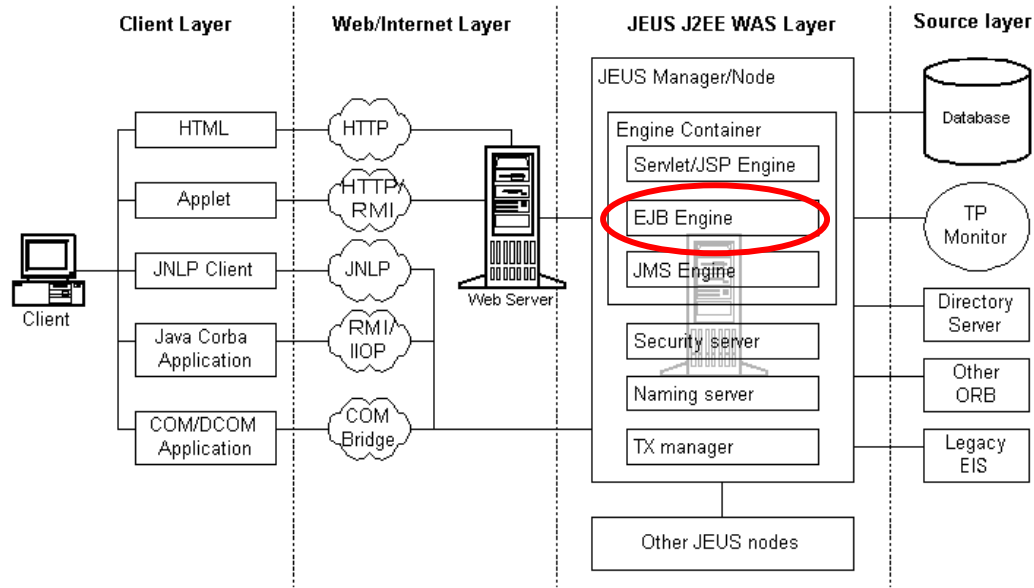 Client Layer
Web/Internet Layer
JEUS J2EE WAS Layer
Source layer
Client
HTML
Applet
JNLP Client
Java Corba
Application
COM/DCOM
Application
HTTP
HTTP/
RMI
JNLP
RMI/
IIOP
COM
Bridge
Web Server
JEUS Manager/Node
Engine Container
Servlet/JSP Engine
EJB Engine
JMS Engine
Security server
Naming server
TX manager
Other JEUS nodes
Database
TP
Monitor
Directory
Server
Other
ORB
Legacy
EIS